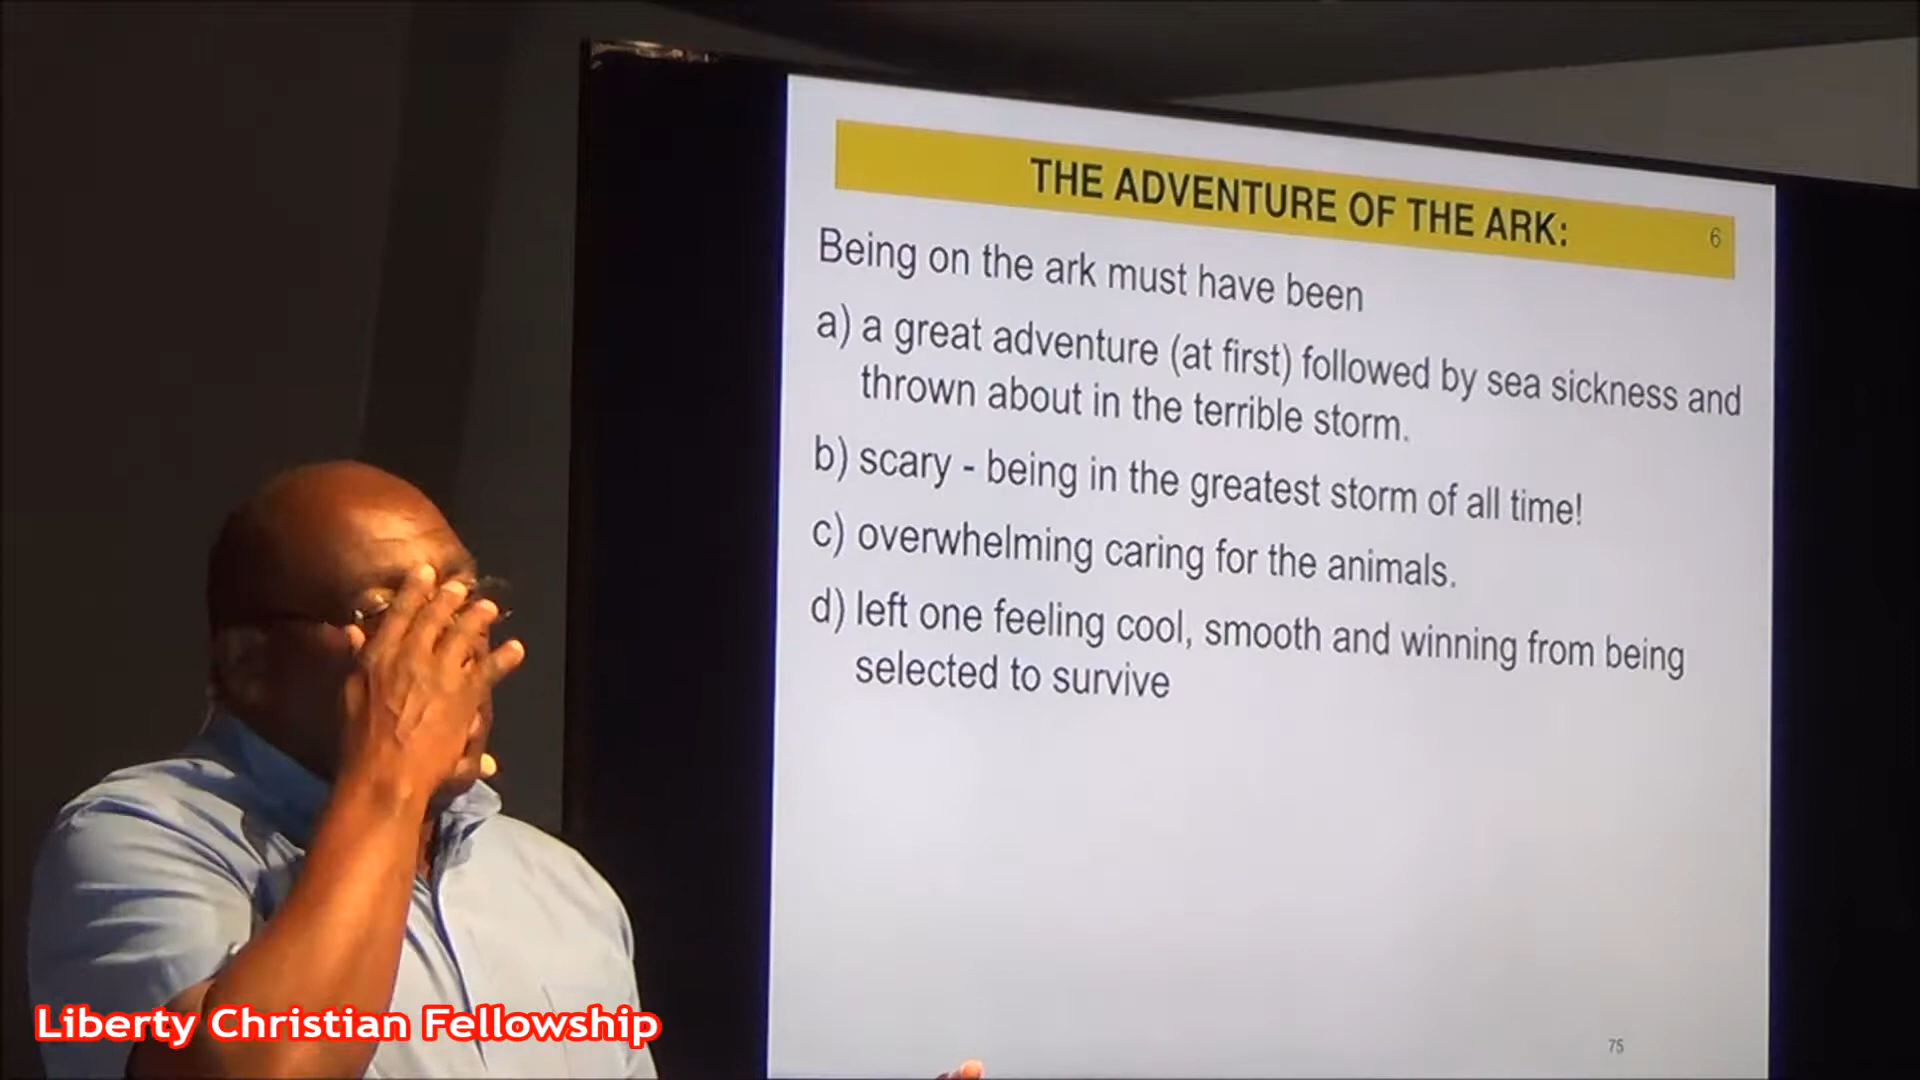 THE ADVENTURE OF THE ARK:
6
Being on the ark must have been
a) a great adventure (at first) followed by sea sickness and
thrown about in the terrible storm.
b) scary - being in the greatest storm of all time!
c) overwhelming caring for the animals.
d) left one feeling cool, smooth and winning from being
selected to survive
75
Liberty Christian Fellowship